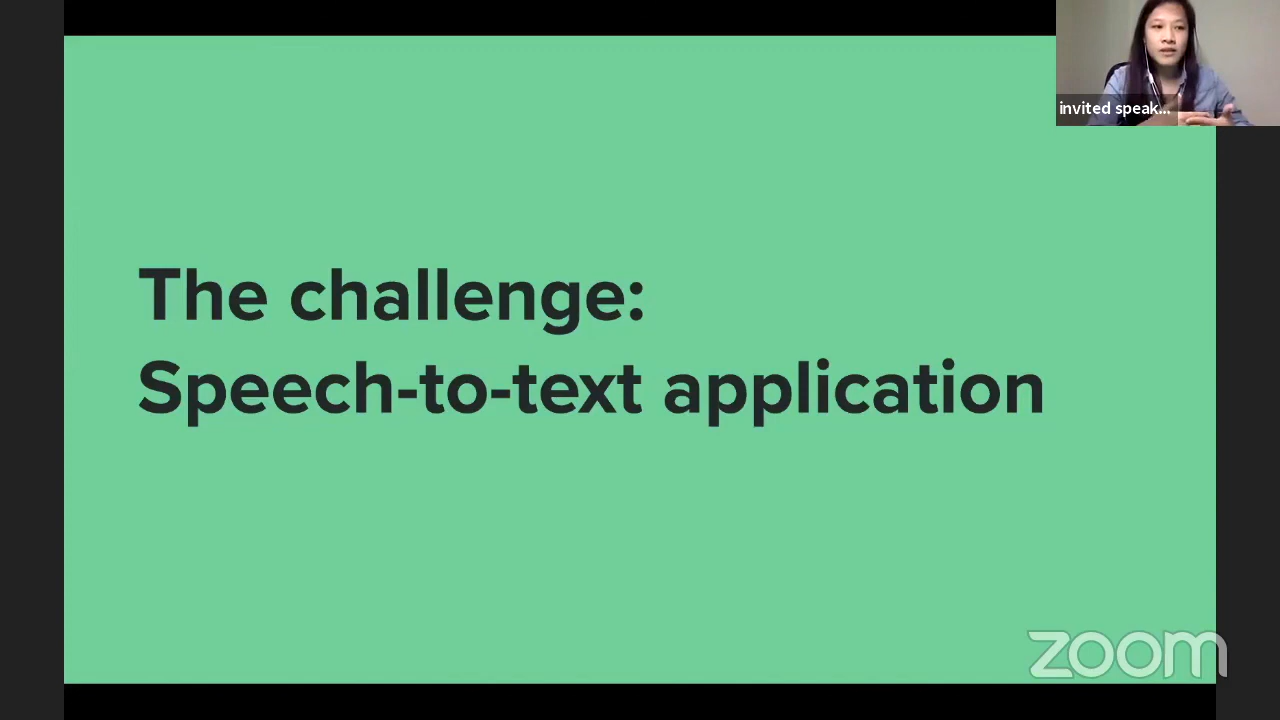 invited speak...
The challenge:
Speech-to-text application
zoom